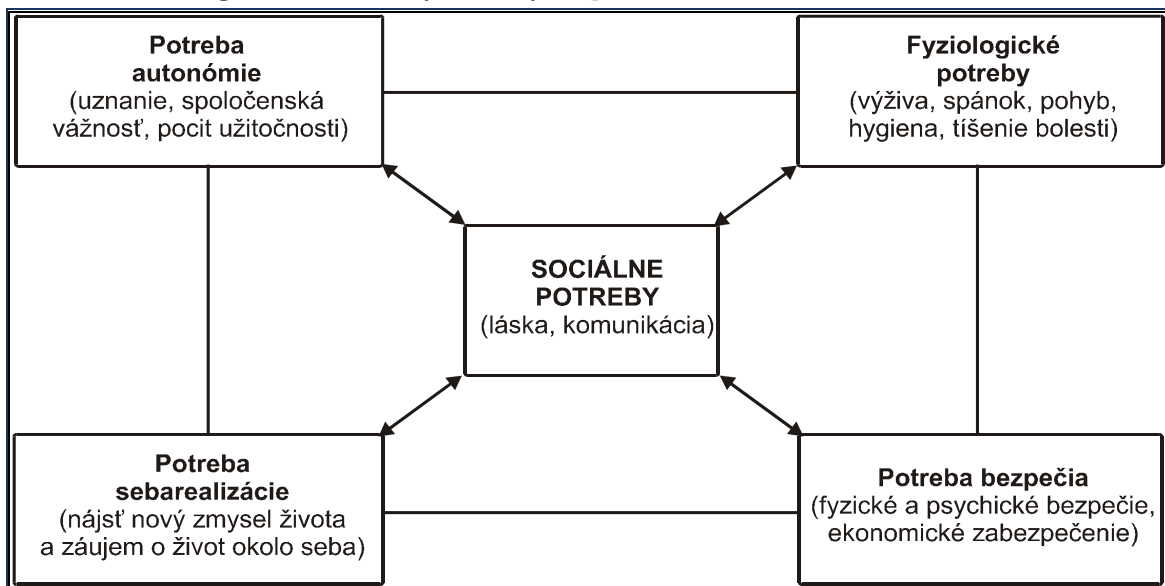 Potreba
autonómie
(uznanie, spoločenská
vážnosť, pocit užitočnosti)
Fyziologické
potreby
(výživa, spánok, pohyb,
hygiena, tíšenie bolesti)
SOCIÁLNE
POTREBY
(láska, komunikácia)
Potreba
sebarealizácie
(nájsť nový zmysel života
a záujem o život okolo seba)
Potreba bezpečia
(fyzické a psychické bezpečie,
ekonomické zabezpečenie)